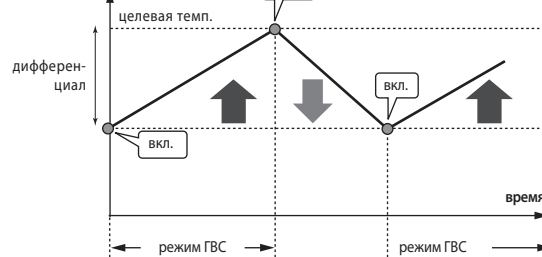 целевая темп.
дифферен-
циал
вкл.
вкл.
время
режим ГВС
режим ГВС